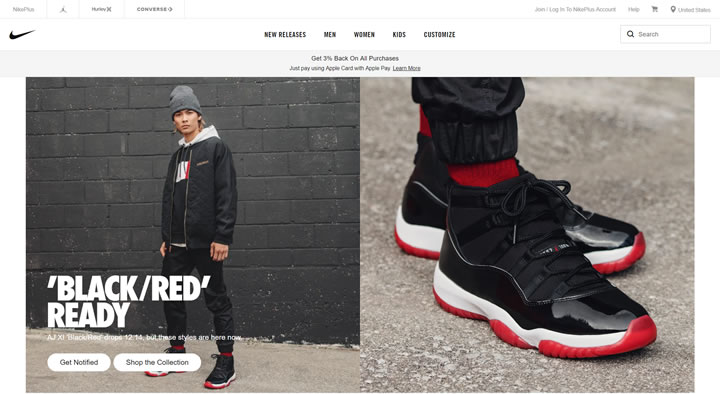 NikePlus
Hurley
CONVERSE
Join / Log In To NikePlus Account
Help
United States
NEW RELEASES
MEN
WOMEN
KIDS
CUSTOMIZE
Search
Get 3% Back On All Purchases
Just pay using Apple Card with Apple Pay. Learn More
'BLACK/RED'
READY
AJ XI 'Black/Red' drops 12.14, but these styles are here now.
Get Notified
Shop the Collection